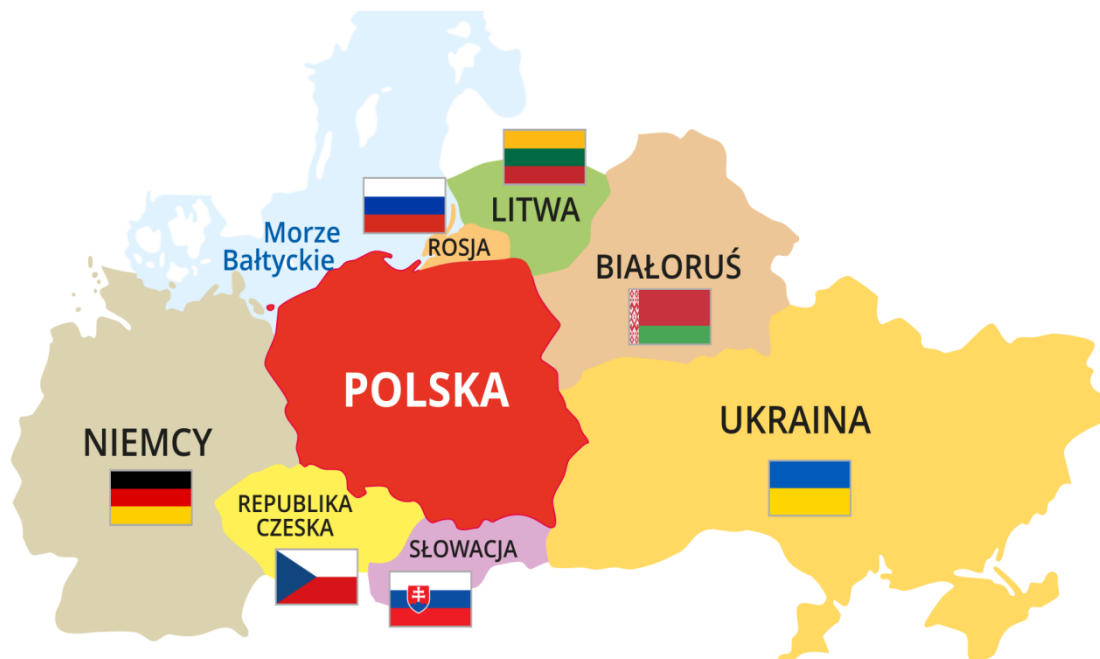 LITWA
Morze
Bałtyckie
ROSJA
BIAŁORUŚ
POLSKA
UKRAINA
NIEMCY
REPUBLIKA
CZESKA
SŁOWACJA